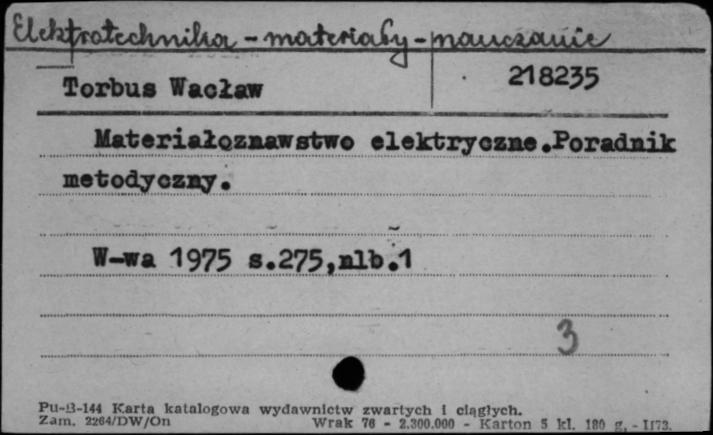 Elektrotechnika - materiały - nauczanie
Torbus Wacław 218235
Materiałoznawstwo elektryczne.Poradnik
metodyczny.
W-wa 1975 s.275,nlb.1
3
Pu-B-144 Karta katalogowa wydawnictw zwartych i ciągłych.
Zam. 2264/DW/On Wrak 76 - 2.300.000 - Karton 5 kl. 180 g. - II73.